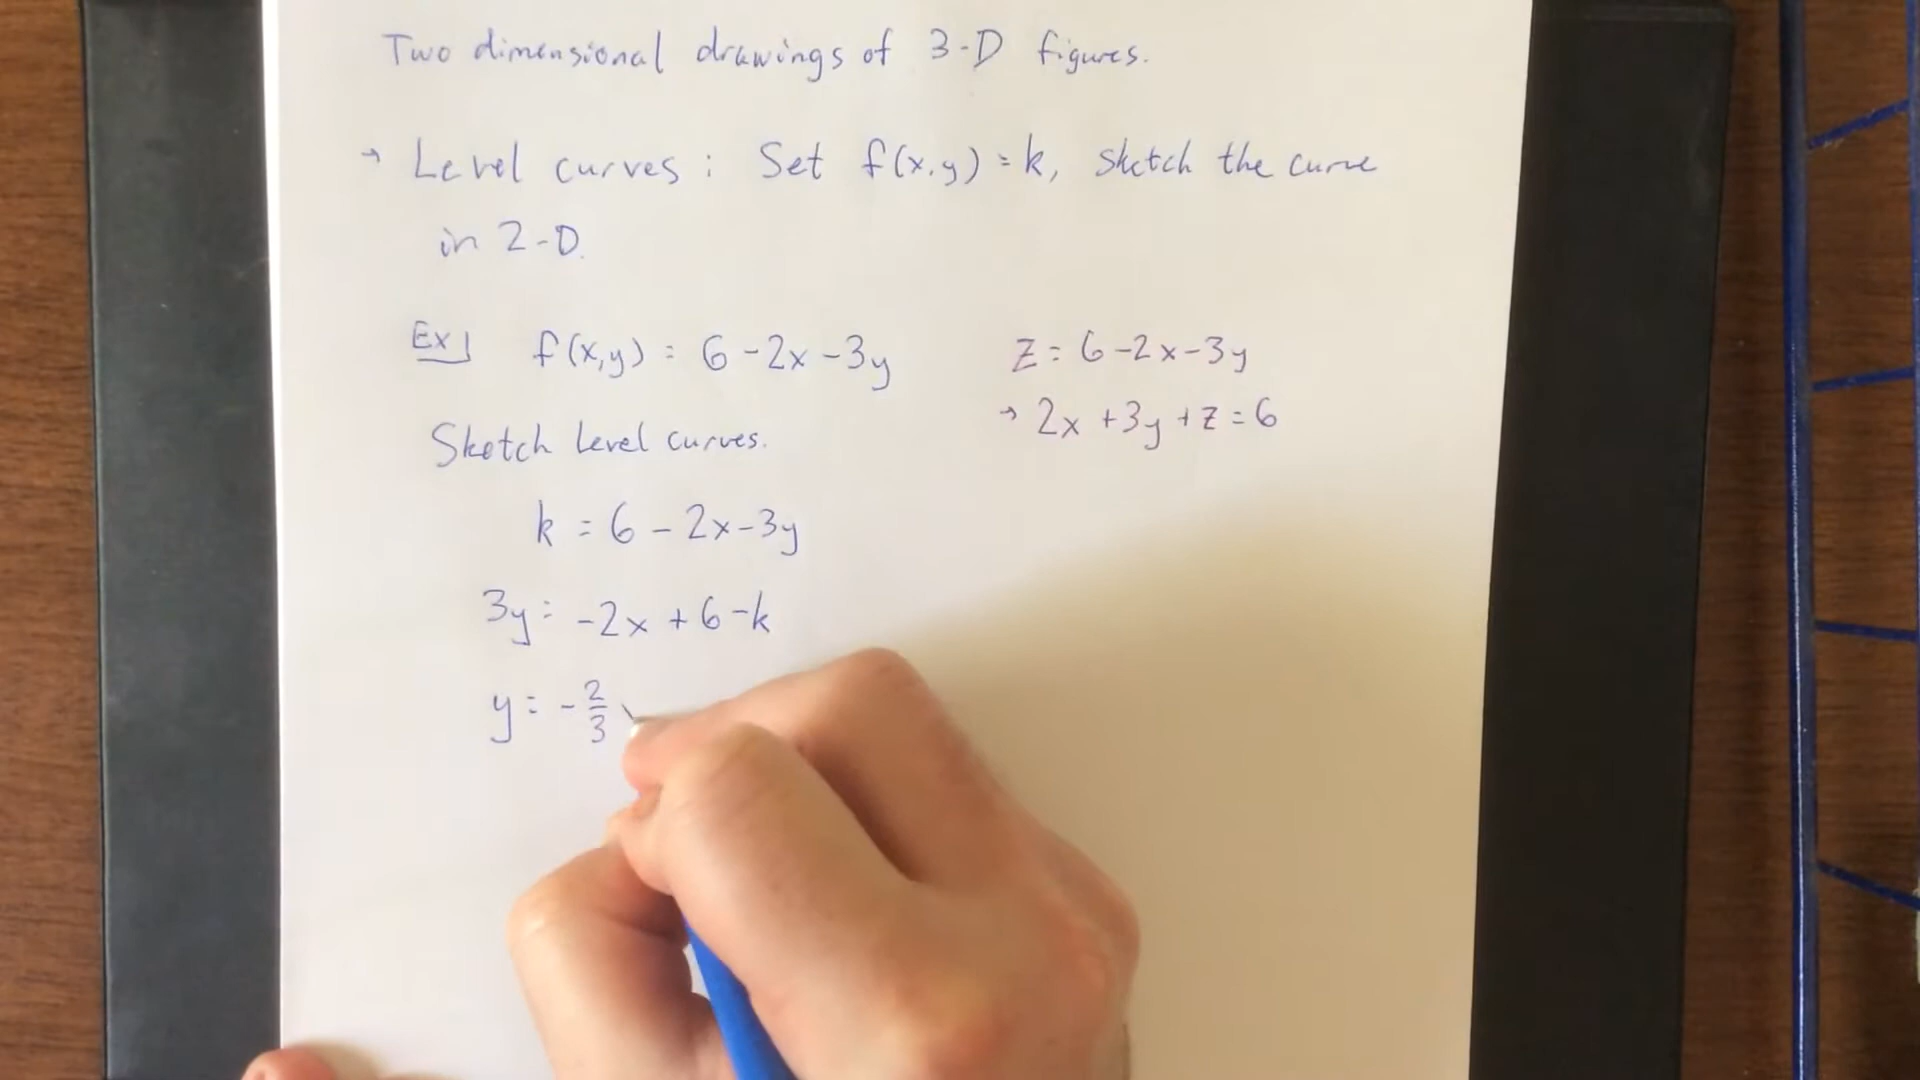 Two dimensional drawings of 3-D figures.
→ Level curves: Set f(x,y) = k, sketch the curve
in 2-D.
Ex1 f(x,y) = 6-2x-3y
z = 6-2x-3y
→ 2x+3y+z=6
Sketch level curves.
k = 6-2x-3y
3y = -2x+6-k
y = -2/3